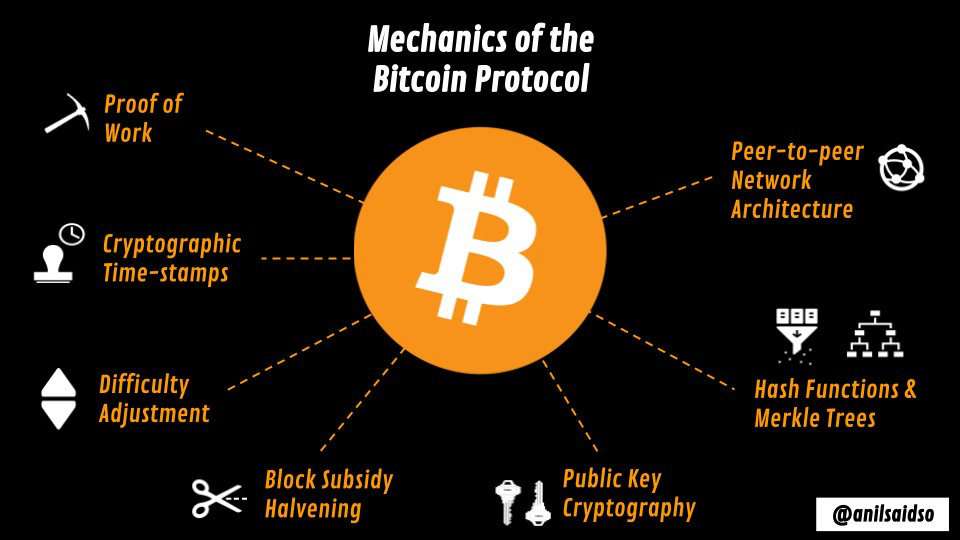 Mechanics of the
Bitcoin Protocol
Proof of
Work
Cryptographic
Time-stamps
Difficulty
Adjustment
Block Subsidy
Halvening
Public Key
Cryptography
Hash Functions &
Merkle Trees
Peer-to-peer
Network
Architecture
@anilsaidso